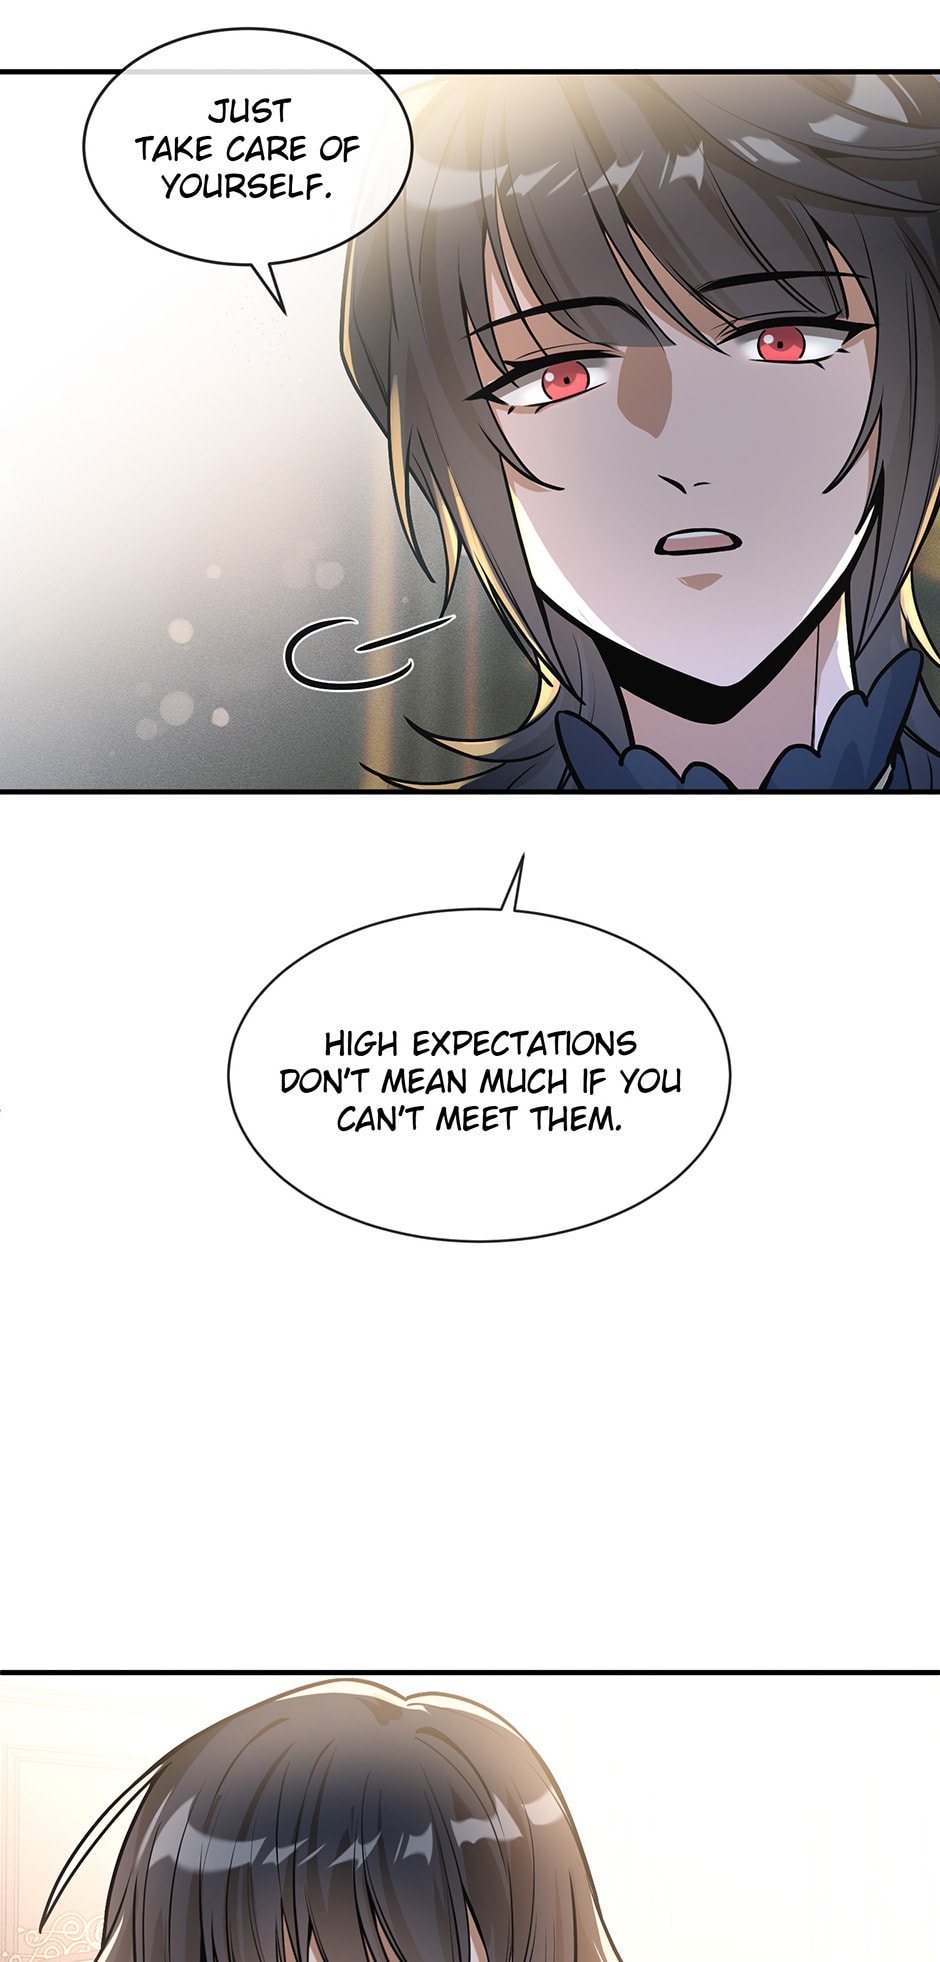 JUST
TAKE CARE OF
YOURSELF.
HIGH EXPECTATIONS
DON'T MEAN MUCH IF YOU
CAN'T MEET THEM.